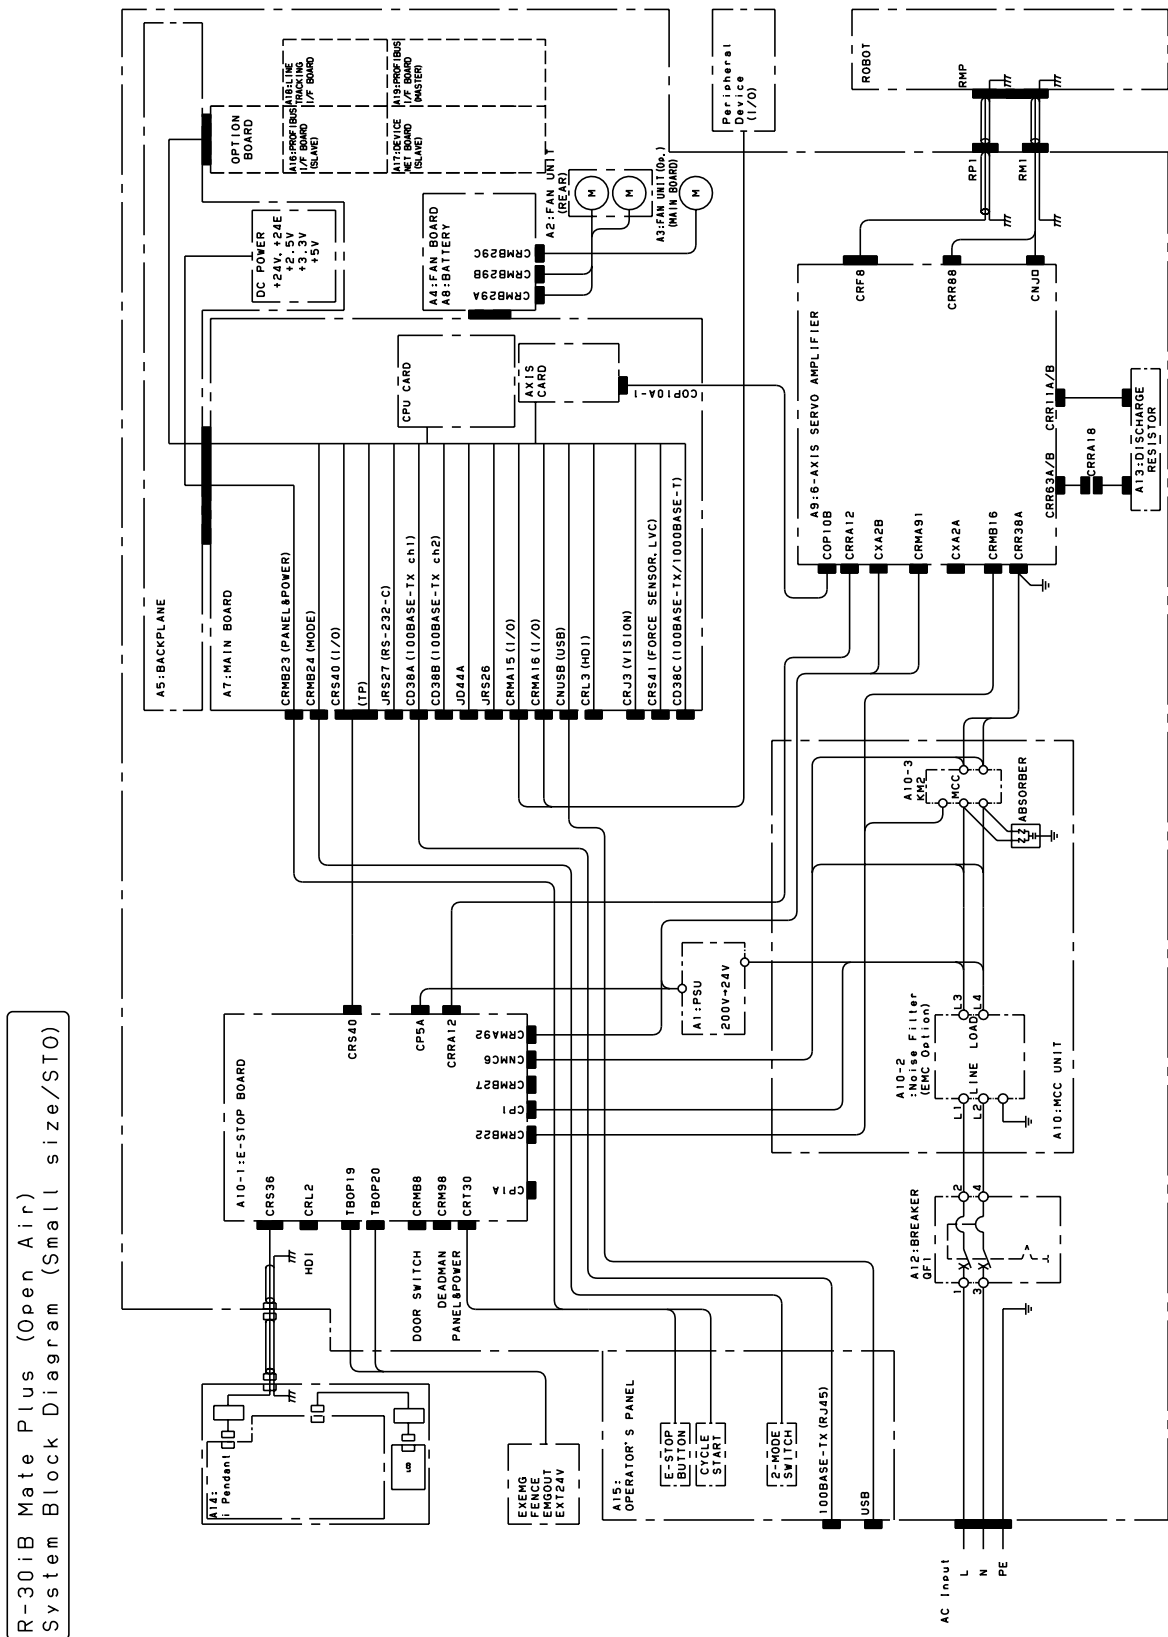 R-30iB Mate Plus (Open Air)
System Block Diagram (Small size/STO)
A5:BACKPLANE
DC POWER
+24V,+24E
+2.5V
+3.3V
+5V
OPTION
BOARD
A16:PROFIBUS
I/F BOARD
(SLAVE)
A18:LINE
TRACKING
I/F BOARD
A17:DEVICE
NET BOARD
(SLAVE)
A19:PROFIBUS
I/F BOARD
(MASTER)
A7:MAIN BOARD
CPU CARD
AXIS
CARD
COP10A-1
CRMB23(PANEL&POWER)
CRMB24(MODE)
CRS40(I/O)
(TP)
JRS27(RS-232-C)
CD38A(100BASE-TX ch1)
CD38B(100BASE-TX ch2)
JD44A
JRS26
CRMA15(I/O)
CRMA16(I/O)
CNUSB(USB)
CRL3(HDI)
CRJ3(VISION)
CRS41(FORCE SENSOR,LVC)
CD38C(100BASE-TX/1000BASE-T)
A4:FAN BOARD
A8:BATTERY
CRMB29A
CRMB29B
CRMB29C
A2:FAN UNIT
(REAR)
M
M
A3:FAN UNIT(Op.)
(MAIN BOARD)
M
Peripheral
Device
(I/O)
ROBOT
RMP
RP1
RM1
A9:6-AXIS SERVO AMPLIFIER
CRF8
CRR88
CNJ0
COP10B
CRRA12
CXA2B
CRMA91
CXA2A
CRMB16
CRR38A
CRR63A/B
CRR11A/B
CRRA18
A13:DISCHARGE
RESISTOR
A10-1:E-STOP BOARD
CRS40
CP5A
CRRA12
CRMA92
CNMC6
CRMB27
CP1
CRMB22
CP1A
CRS36
CRL2
TBOP19
TBOP20
CRMB8
CRM98
CRT30
HDI
DOOR SWITCH
DEADMAN
PANEL&POWER
A1:PSU
200V→24V
A10-3
KM2
MCC
ABSORBER
Z
Z
A10-2
:Noise Filter
(EMC Option)
L1
L2
LINE
LOAD
L3
L4
A10:MCC UNIT
A12:BREAKER
QF1
1
3
2
4
A14:
i Pendant
LCD
EXEMG
FENCE
EMGOUT
EXT24V
A15:
OPERATOR'S PANEL
E-STOP
BUTTON
CYCLE
START
2-MODE
SWITCH
100BASE-TX(RJ45)
USB
AC Input
L
N
PE